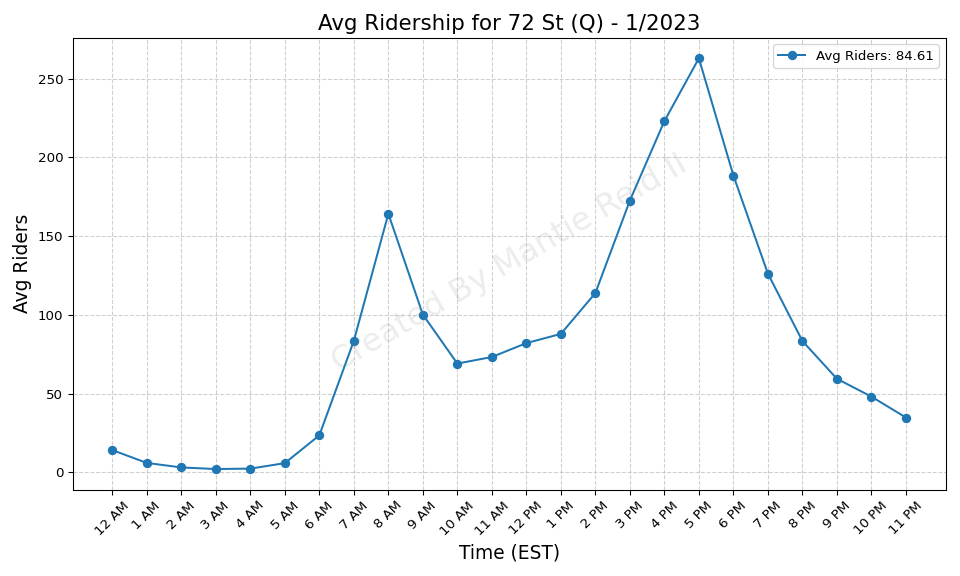 Avg Ridership for 72 St (Q) - 1/2023
Avg Riders: 84.61
Avg Riders
250
200
150
100
50
0
Created By Mantie Reid II
12 AM
1 AM
2 AM
3 AM
4 AM
5 AM
6 AM
7 AM
8 AM
9 AM
10 AM
11 AM
12 PM
1 PM
2 PM
3 PM
4 PM
5 PM
6 PM
7 PM
8 PM
9 PM
10 PM
11 PM
Time (EST)